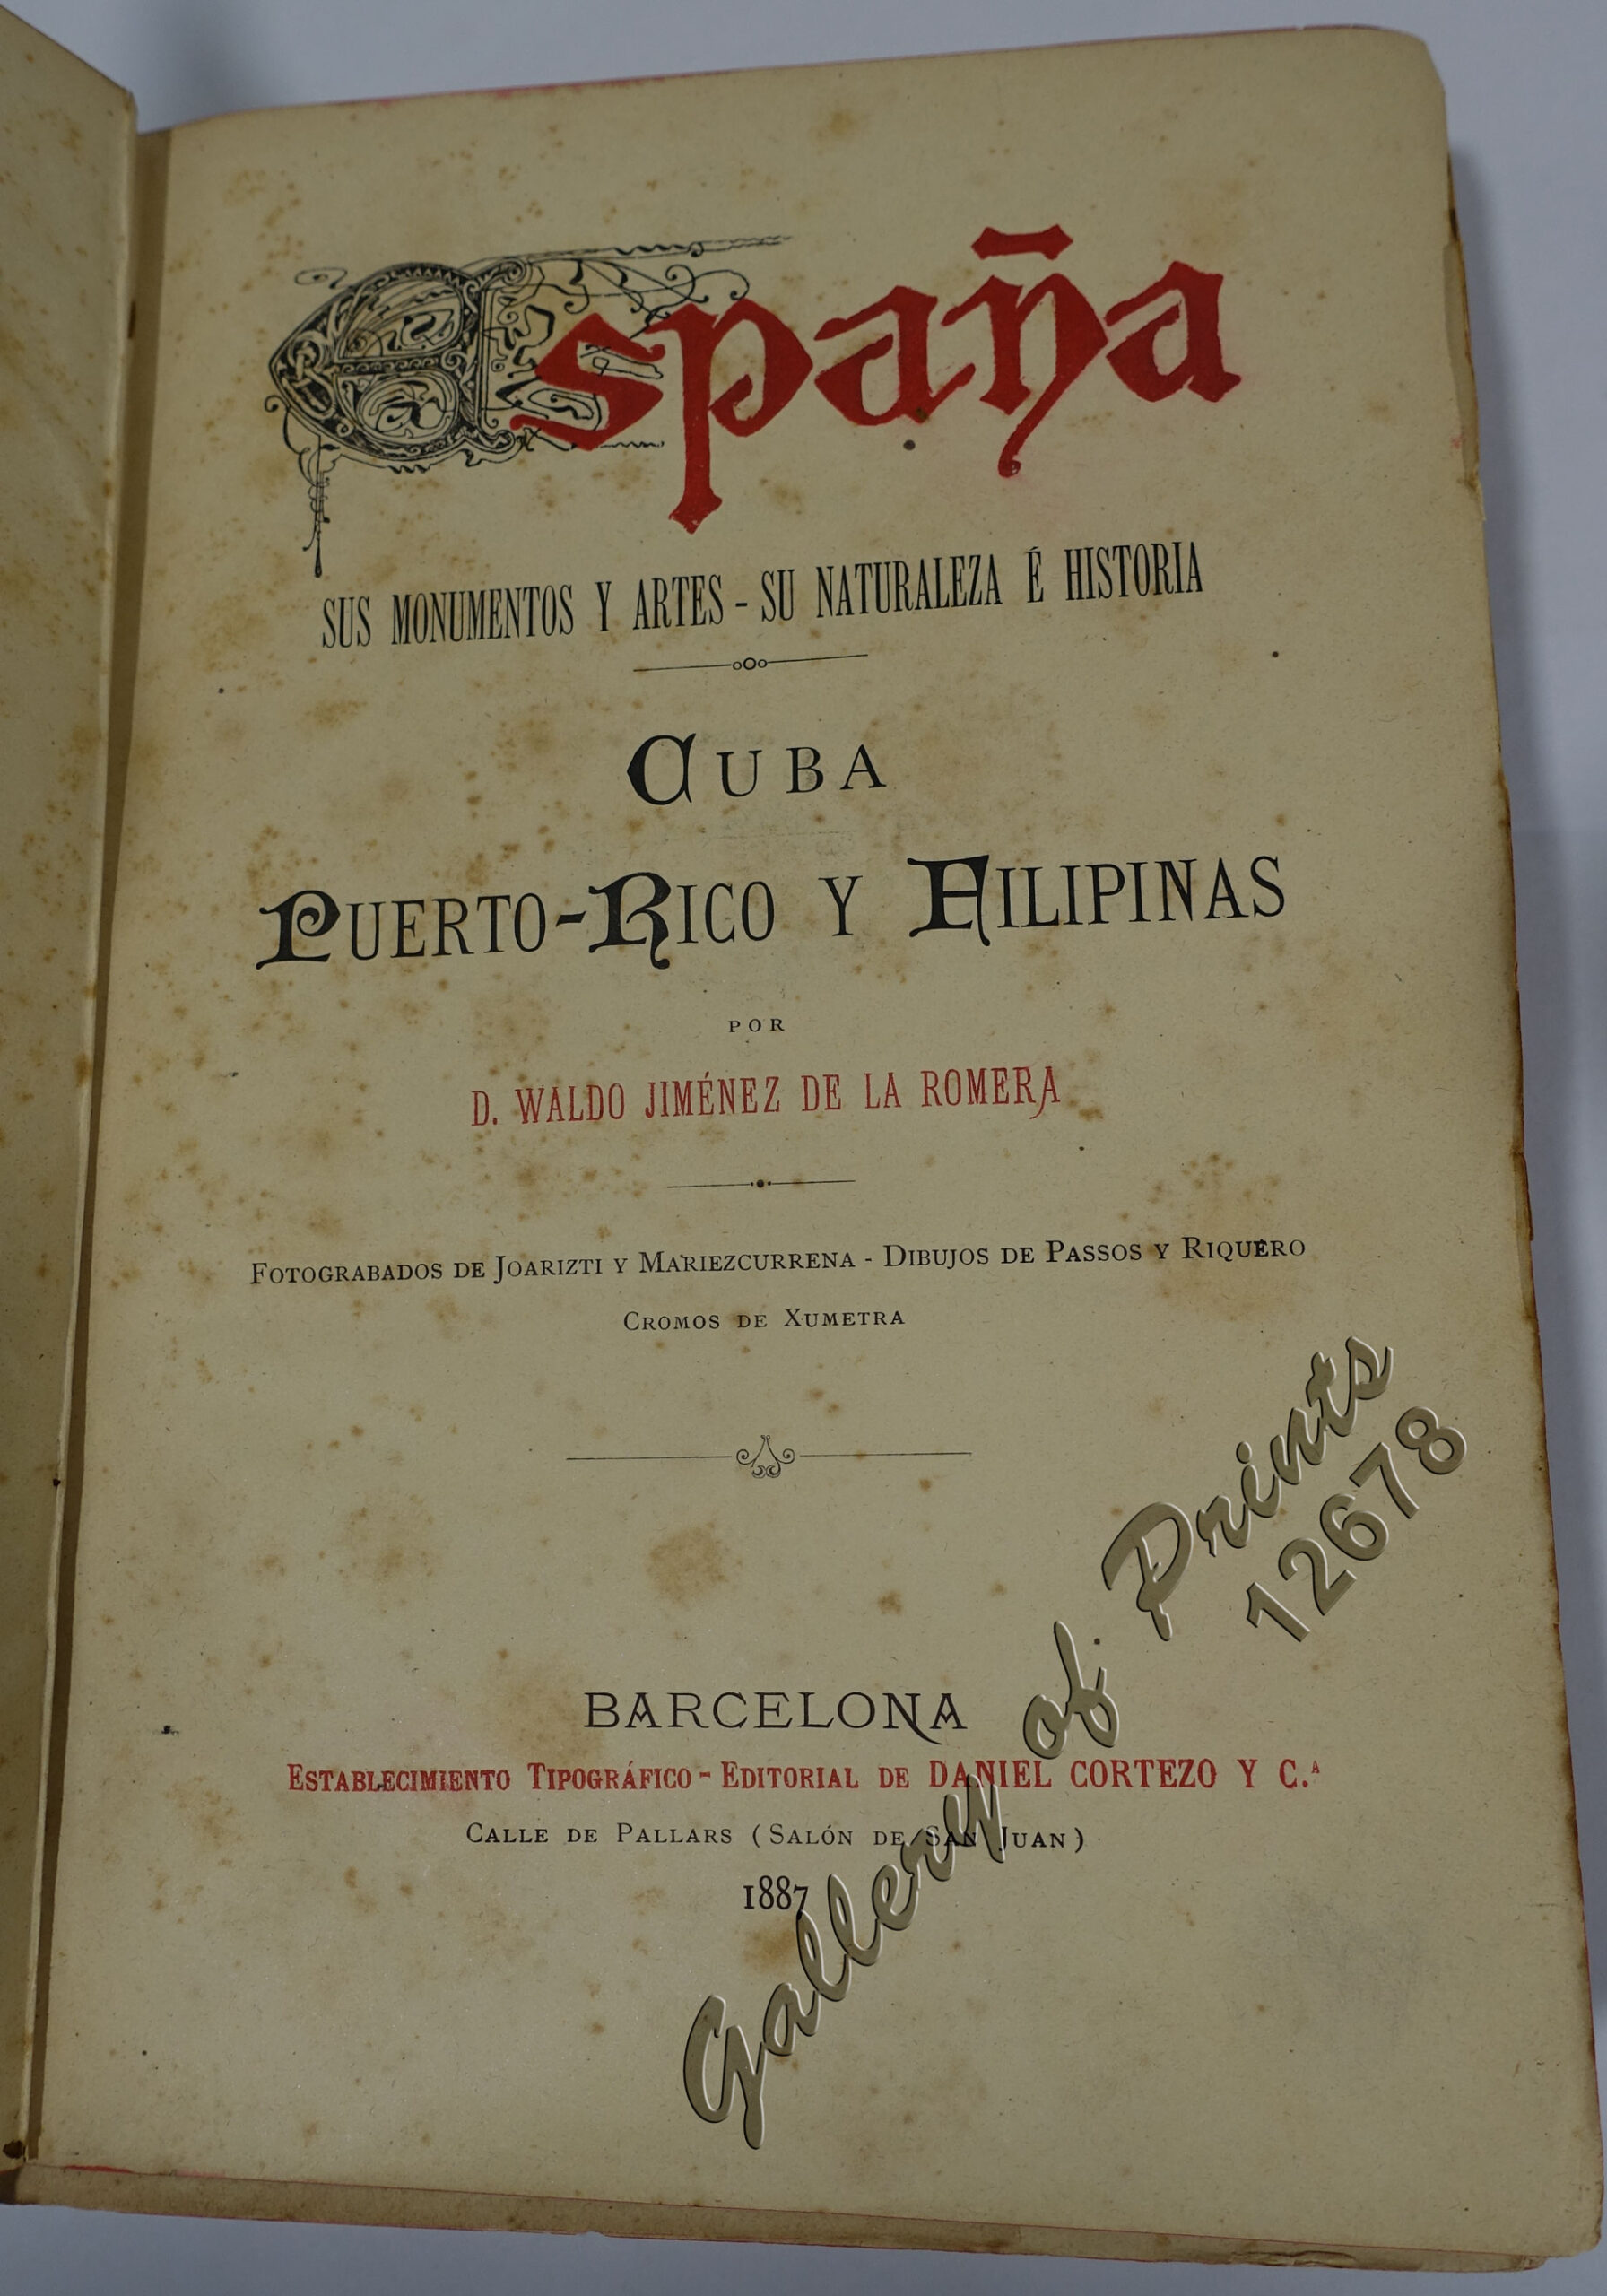 España
SUS MONUMENTOS Y ARTES - SU NATURALEZA É HISTORIA
CUBA
PUERTO-RICO Y FILIPINAS
POR
D. WALDO JIMÉNEZ DE LA ROMERA
FOTOGRABADOS DE JOARIZTI Y MARIEZCURRENA - DIBUJOS DE PASSOS Y RIQUERO
CROMOS DE XUMETRA
BARCELONA
ESTABLECIMIENTO TIPOGRÁFICO - EDITORIAL DE DANIEL CORTEZO Y C.ᴬ
CALLE DE PALLARS (SALÓN DE SAN JUAN)
1887
Gallery of Prints
12678